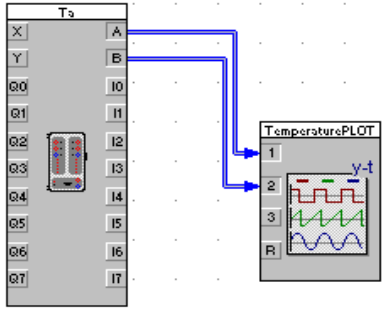 Ta
X A
Y B
Q0 I0
Q1 I1
Q2 I2
Q3 I3
Q4 I4
Q5 I5
Q6 I6
Q7 I7
TemperaturePLOT
1
y-t
2
3
R